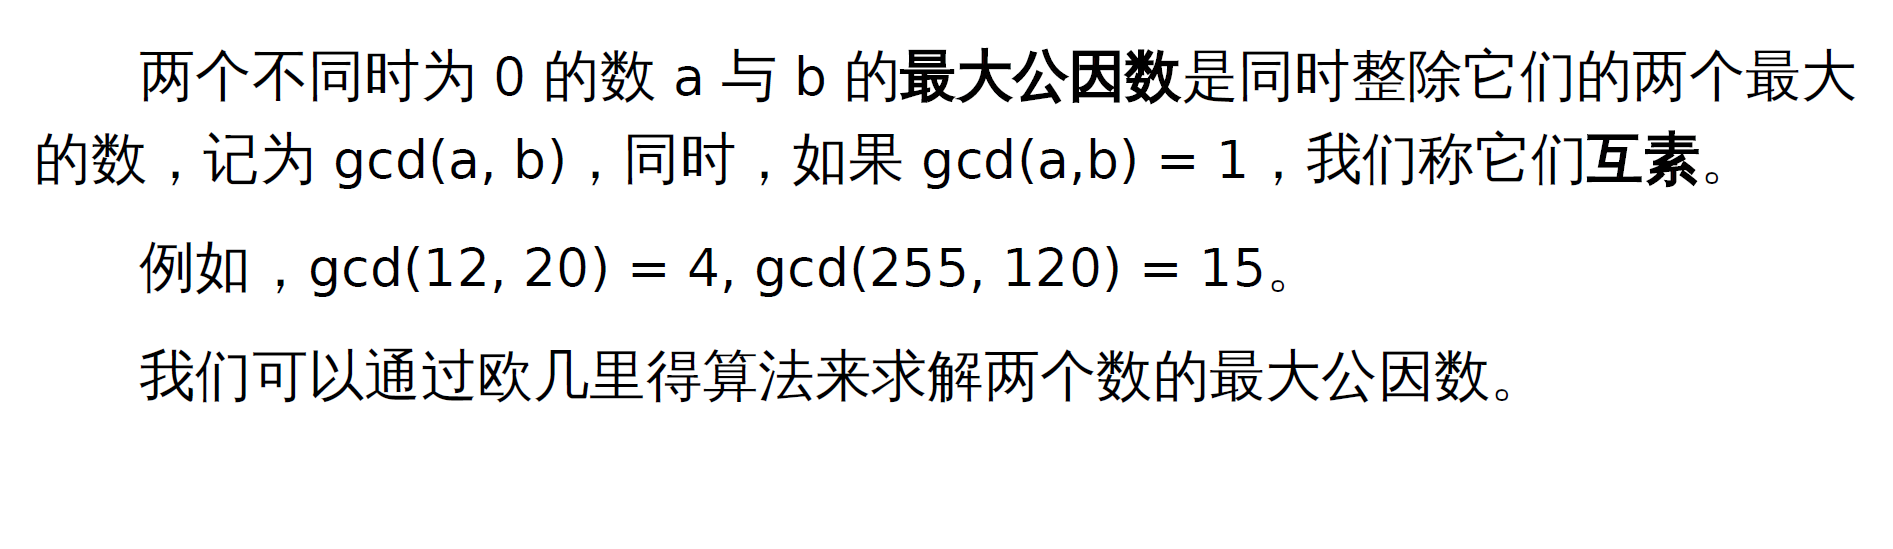 两个不同时为 0 的数 a 与 b 的最大公因数是同时整除它们的两个最大
的数，记为 gcd(a, b)，同时，如果 gcd(a,b) = 1，我们称它们互素。
例如，gcd(12, 20) = 4, gcd(255, 120) = 15。
我们可以通过欧几里得算法来求解两个数的最大公因数。